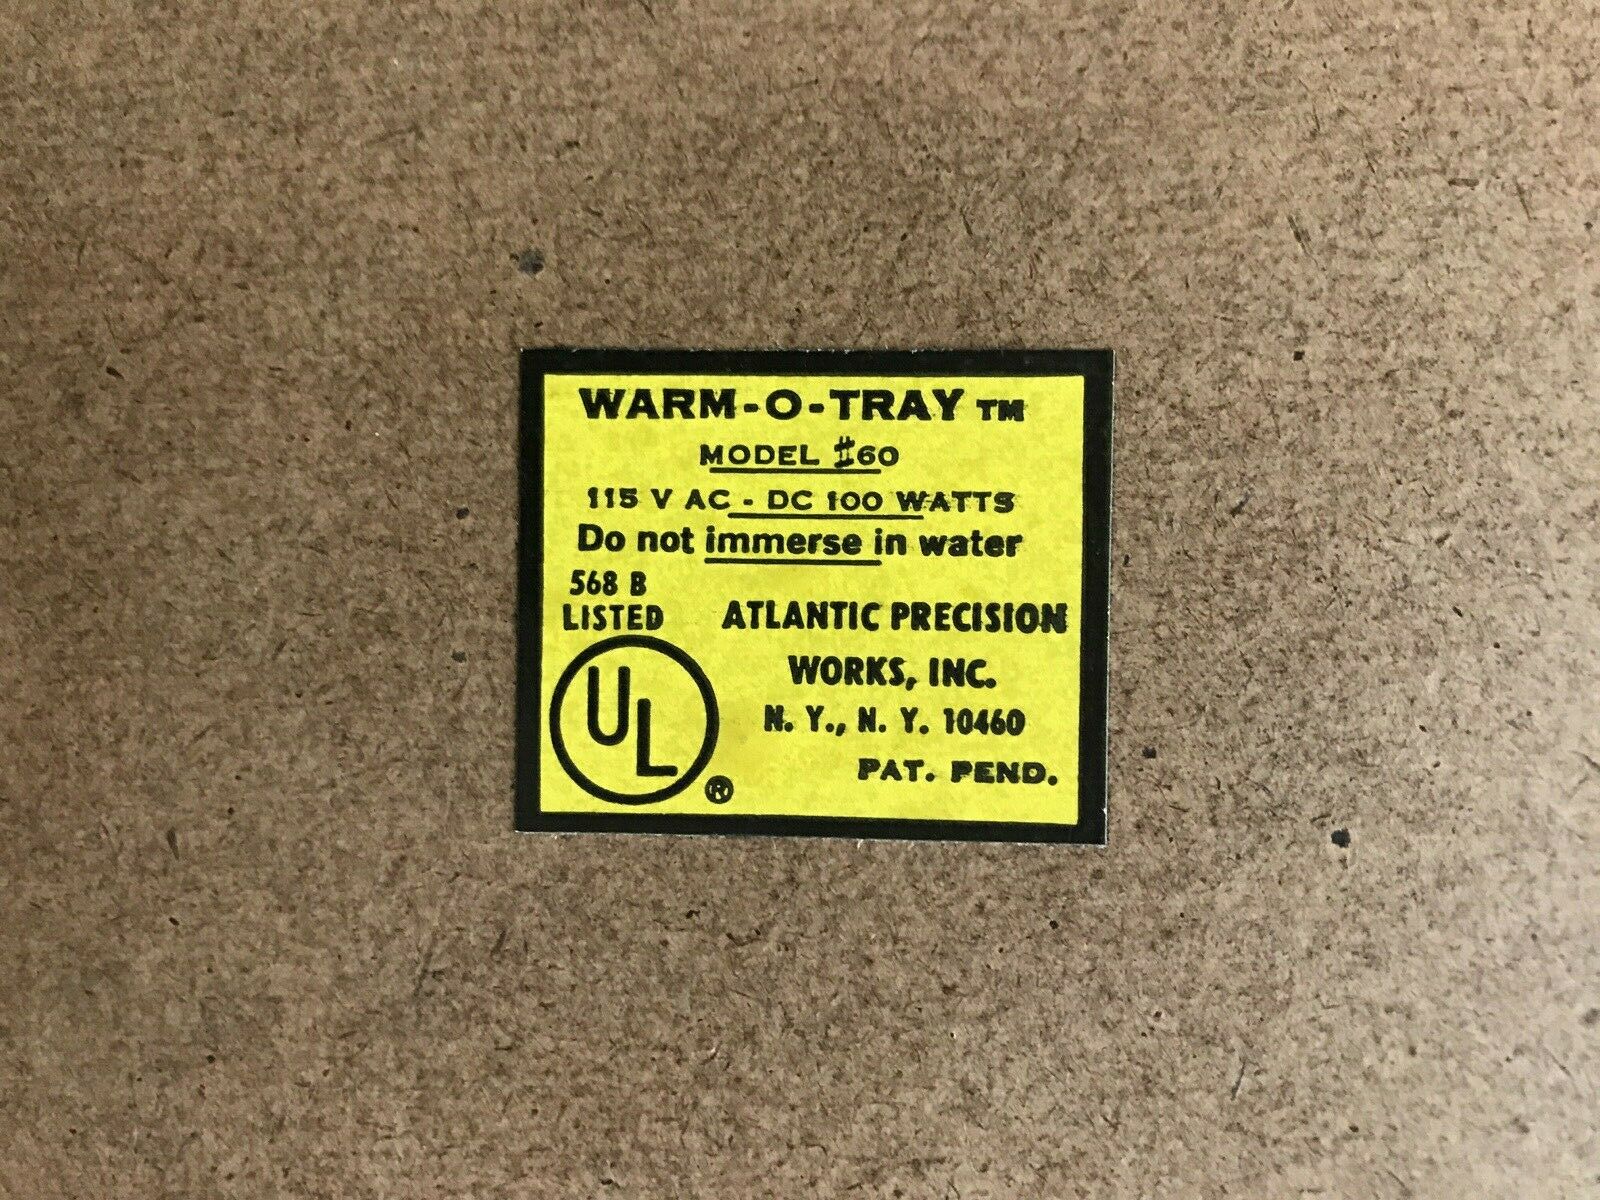 WARM-O-TRAY TM
MODEL #60
115 V AC - DC 100 WATTS
Do not immerse in water
568 B
LISTED
UL
®
ATLANTIC PRECISION
WORKS, INC.
N. Y., N. Y. 10460
PAT. PEND.